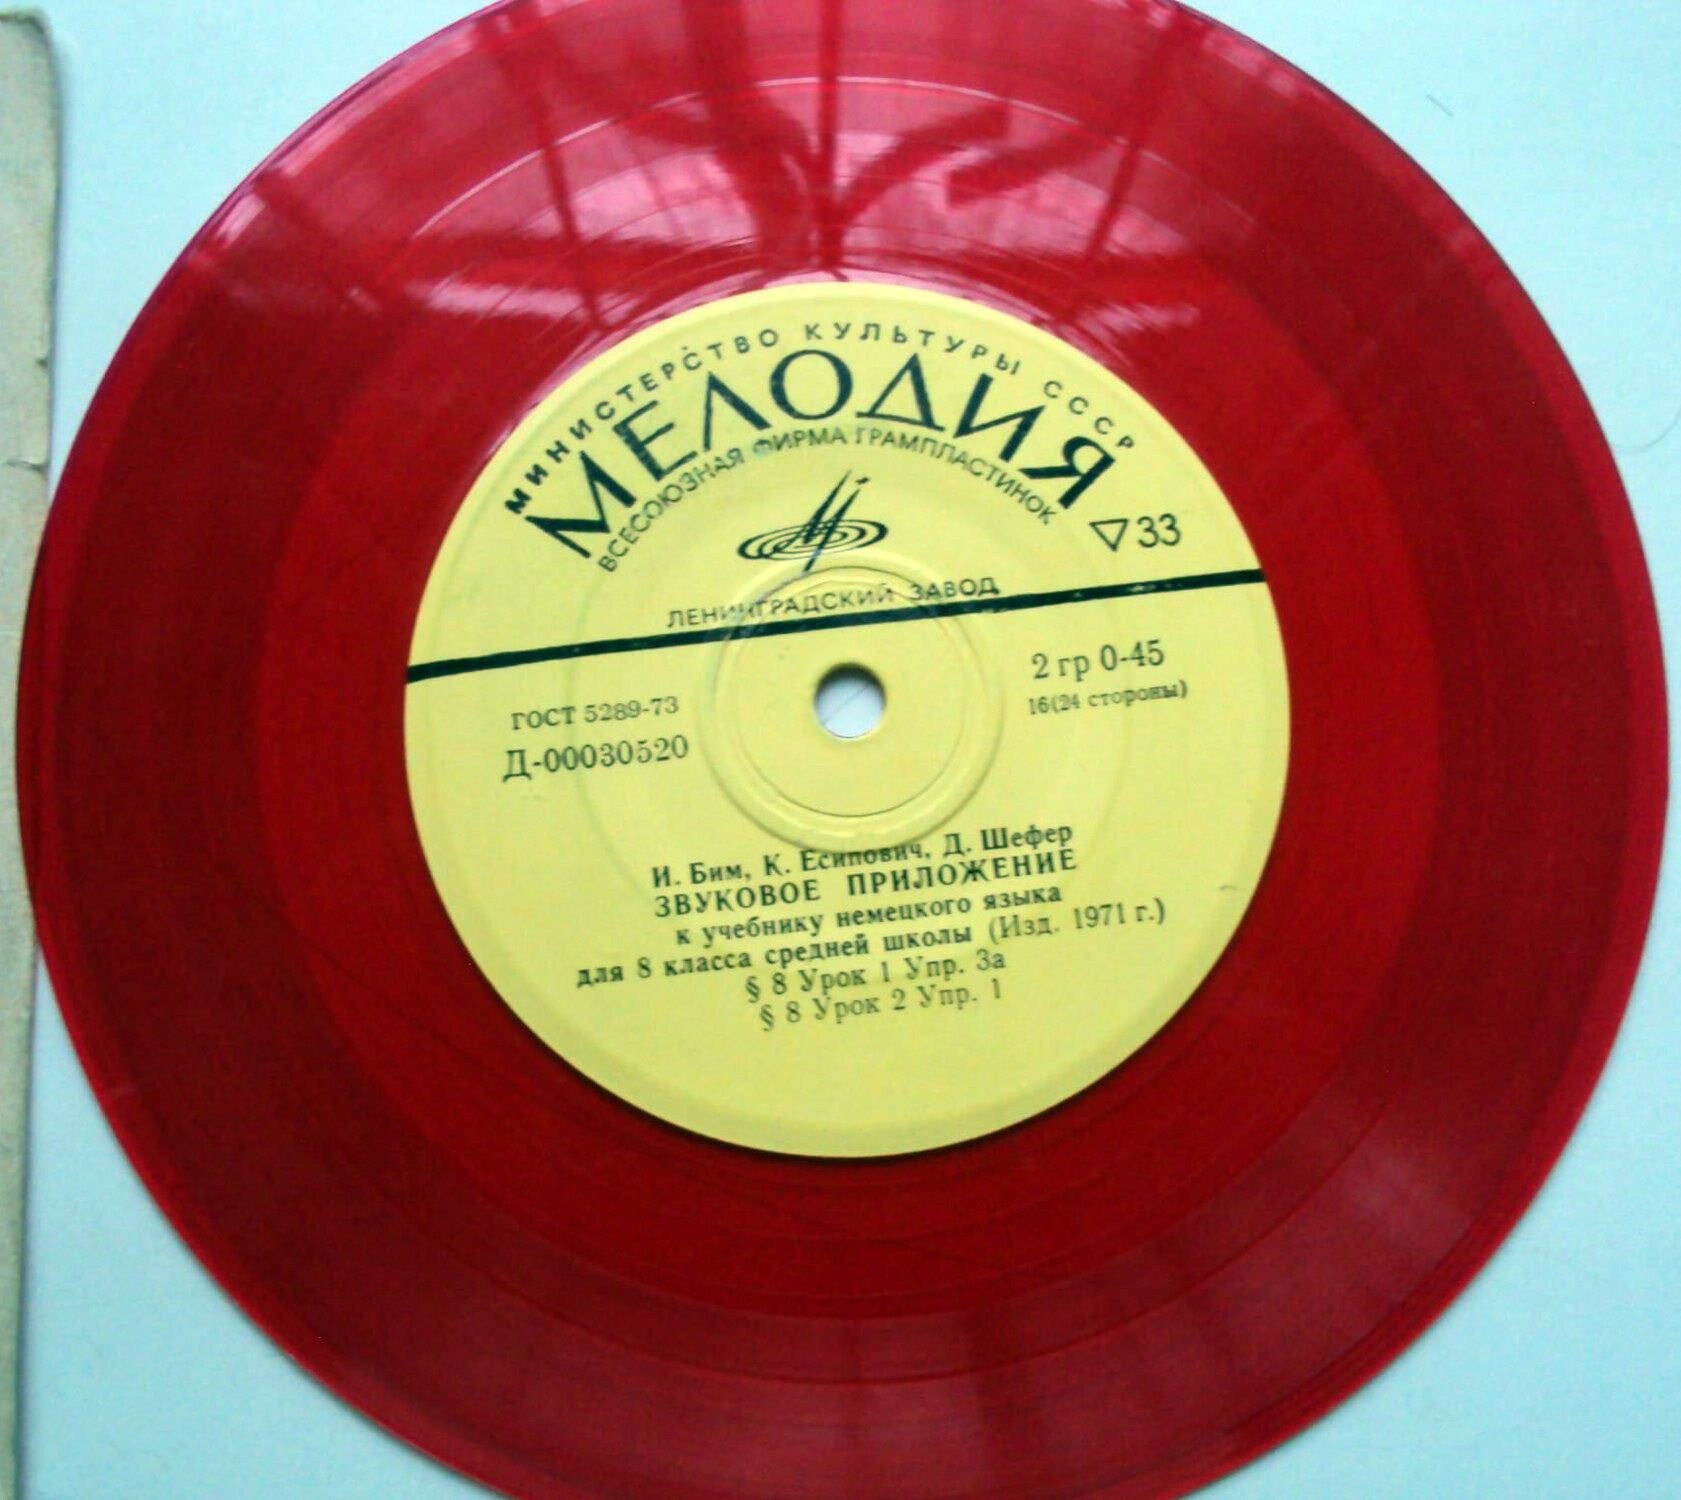 МИНИСТЕРСТВО КУЛЬТУРЫ СССР
МЕЛОДИЯ
ВСЕСОЮЗНАЯ ФИРМА ГРАМПЛАСТИНОК
▽33
ЛЕНИНГРАДСКИЙ ЗАВОД
ГОСТ 5289-73
Д-00030520
2 гр 0-45
16(24 стороны)
И. Бим, К. Есипович, Д. Шефер
ЗВУКОВОЕ ПРИЛОЖЕНИЕ
к учебнику немецкого языка
для 8 класса средней школы (Изд. 1971 г.)
§ 8 Урок 1 Упр. 3а
§ 8 Урок 2 Упр. 1